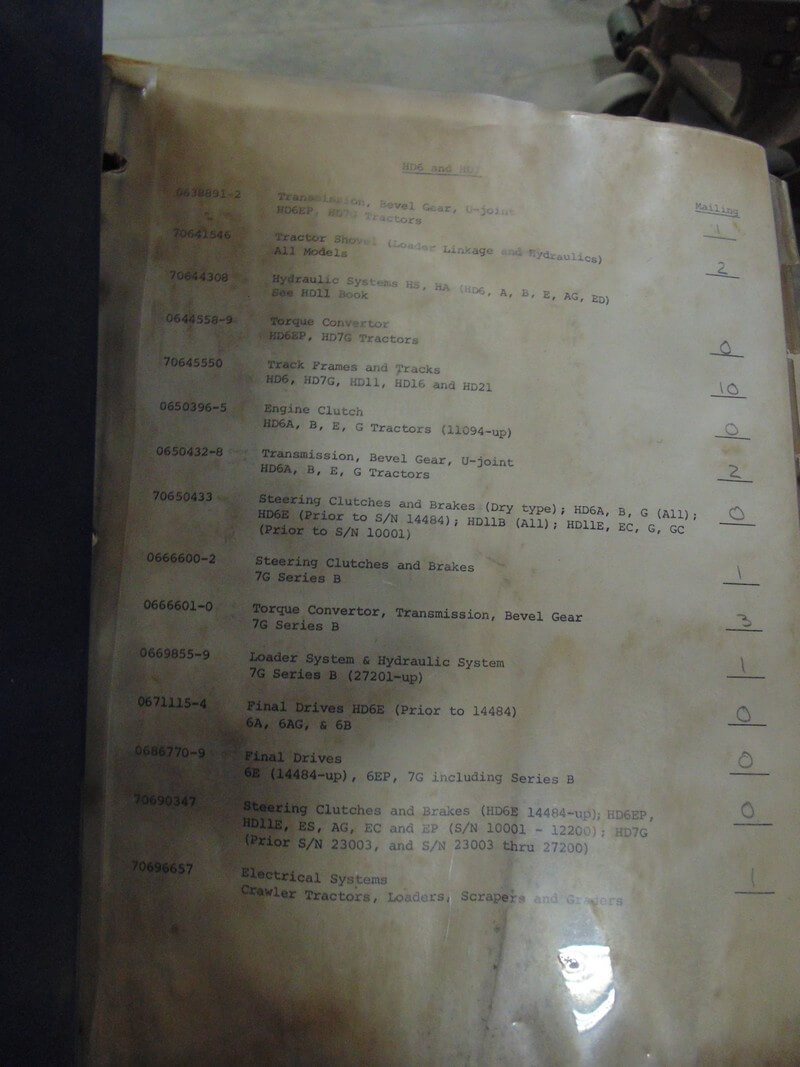 HD6 and
Mailing
0638891-2 Transmission, Bevel Gear, U-joint 1
HD6EP, HD7G Tractors
70641546 Tractor Shovel (Loader Linkage and Hydraulics) 2
All Models
70644308 Hydraulic Systems HS, HA (HD6, A, B, E, AG, ED)
See HD11 Book
0644558-9 Torque Convertor 0
HD6EP, HD7G Tractors
70645550 Track Frames and Tracks 10
HD6, HD7G, HD11, HD16 and HD21
0650396-5 Engine Clutch 0
HD6A, B, E, G Tractors (11094-up)
0650432-8 Transmission, Bevel Gear, U-joint 2
HD6A, B, E, G Tractors
70650433 Steering Clutches and Brakes (Dry type); HD6A, B, G (All); 0
HD6E (Prior to S/N 14484); HD11B (All); HD11E, EC, G, GC
(Prior to S/N 10001)
0666600-2 Steering Clutches and Brakes 1
7G Series B
0666601-0 Torque Convertor, Transmission, Bevel Gear 3
7G Series B
0669855-9 Loader System & Hydraulic System 1
7G Series B (27201-up)
0671115-4 Final Drives HD6E (Prior to 14484) 0
6A, 6AG, & 6B
0686770-9 Final Drives 0
6E (14484-up), 6EP, 7G including Series B
70690347 Steering Clutches and Brakes (HD6E 14484-up); HD6EP, 0
HD11E, ES, AG, EC and EP (S/N 10001 - 12200); HD7G
(Prior S/N 23003, and S/N 23003 thru 27200)
70696657 Electrical Systems 1
Crawler Tractors, Loaders, Scrapers and Graders